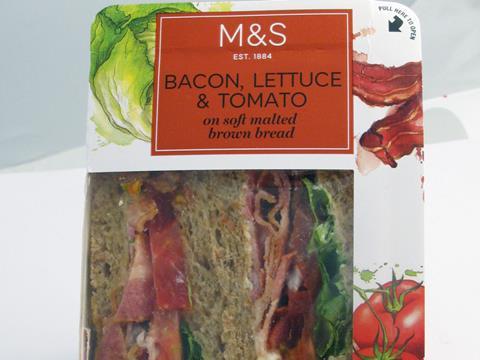 M&S
EST. 1884
BACON, LETTUCE
& TOMATO
on soft malted
brown bread
PULL HERE TO OPEN